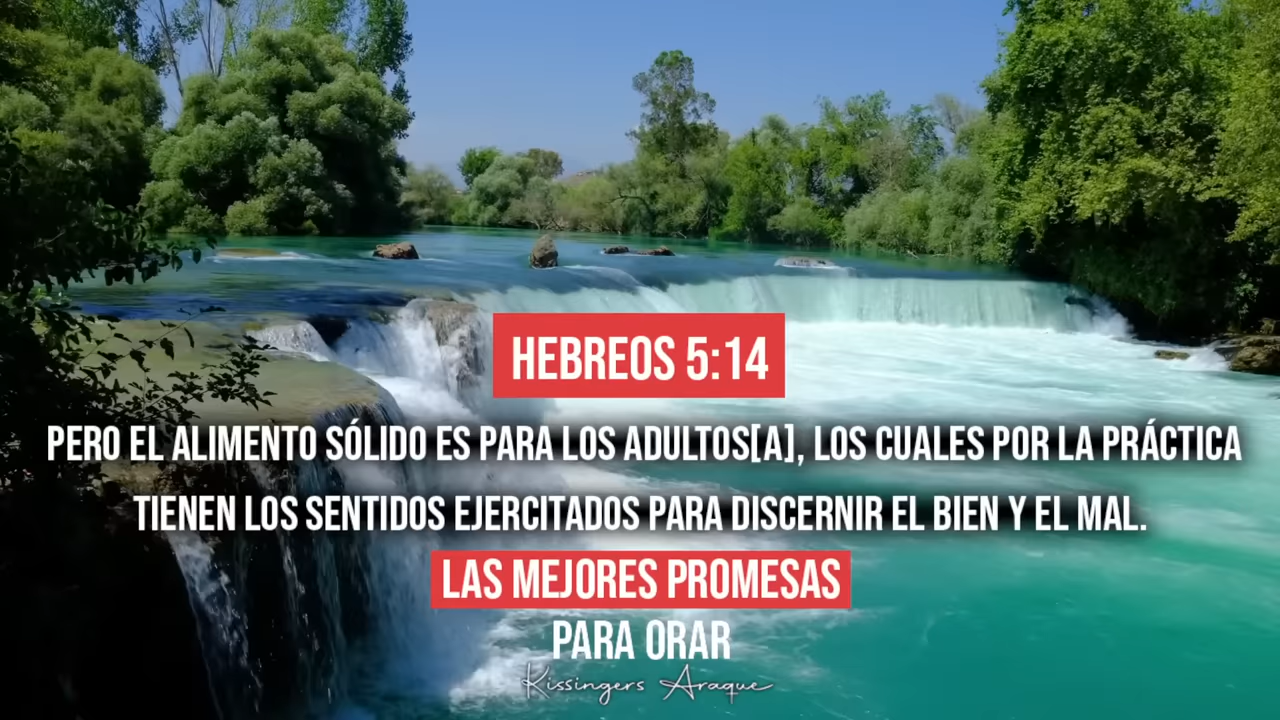 HEBREOS 5:14
PERO EL ALIMENTO SÓLIDO ES PARA LOS ADULTOS[A], LOS CUALES POR LA PRÁCTICA
TIENEN LOS SENTIDOS EJERCITADOS PARA DISCERNIR EL BIEN Y EL MAL.
LAS MEJORES PROMESAS
PARA ORAR
Kissingers Araque